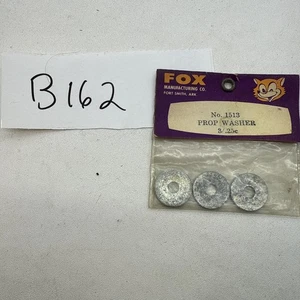 B162
FOX
MANUFACTURING CO.
FORT SMITH, ARK.
No. 1513
PROP WASHER
3/.25c